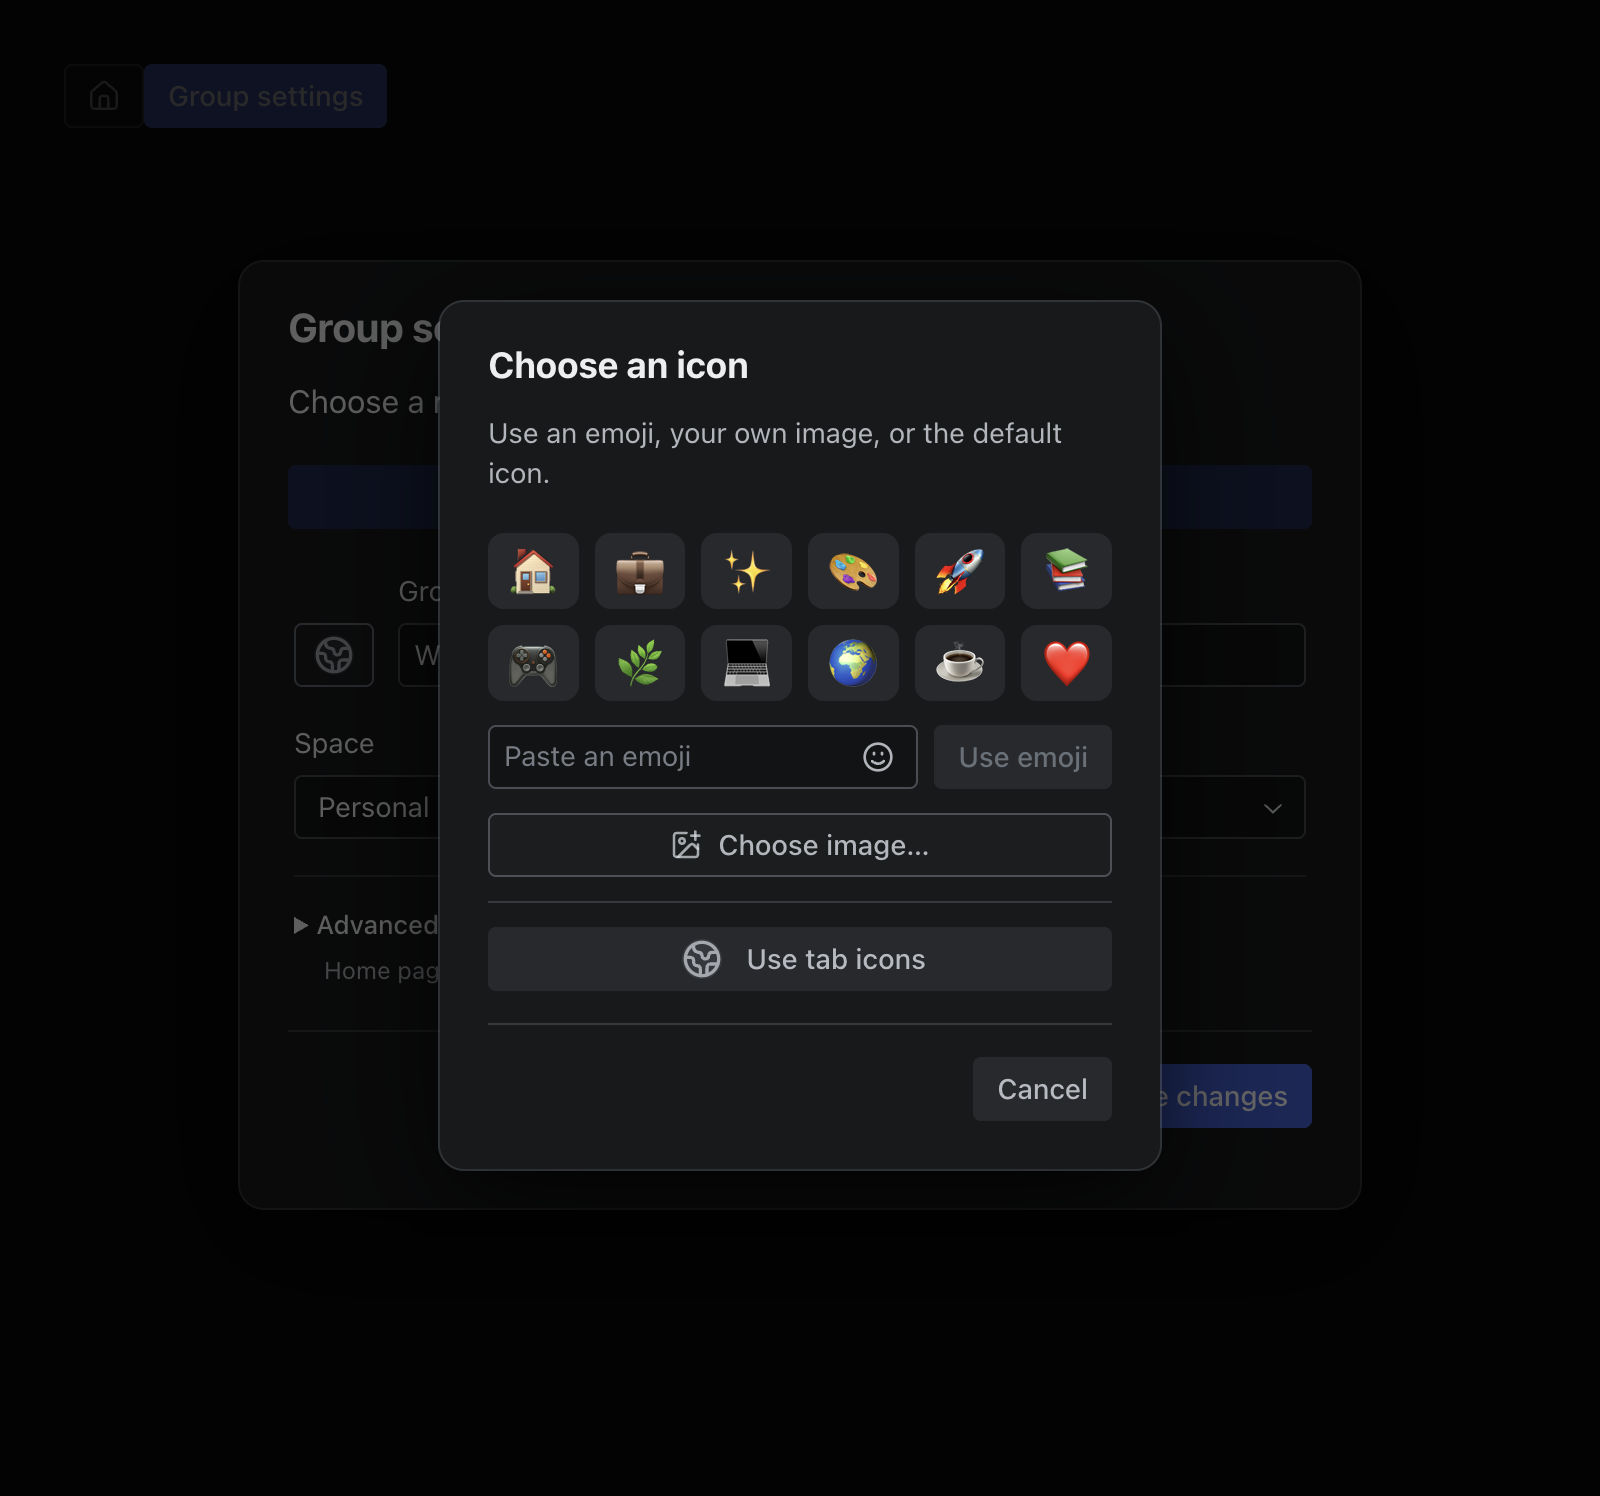 Group settings
Group se
Choose a
Choose an icon
Use an emoji, your own image, or the default
icon.
Gro
W
Space
Personal
Paste an emoji
Use emoji
Choose image...
Advanced
Home pag
Use tab icons
Cancel
e changes